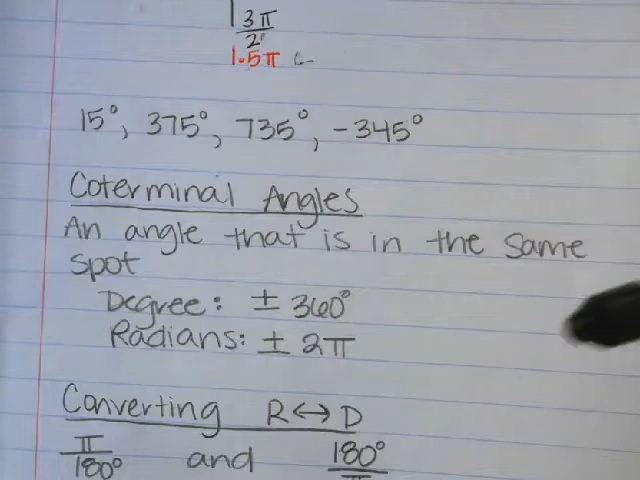 3π
2
1.5π
15°, 375°, 735°, -345°
Coterminal Angles
An angle that is in the same
spot
Degree: ± 360°
Radians: ± 2π
Converting R↔D
π/180° and 180°/π